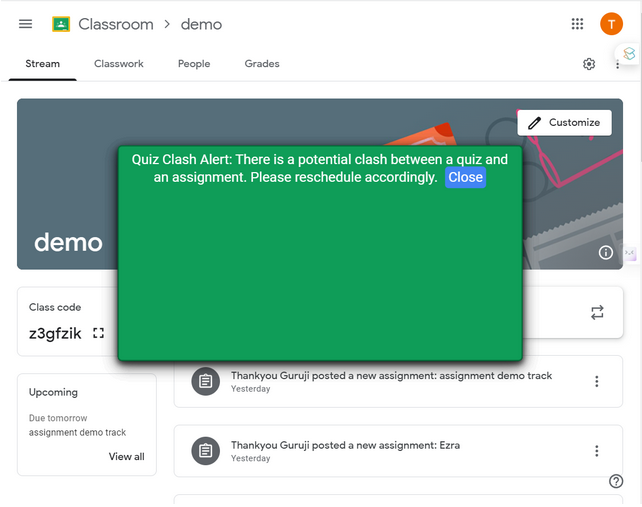 Classroom > demo
T
Stream Classwork People Grades
Customize
Quiz Clash Alert: There is a potential clash between a quiz and
an assignment. Please reschedule accordingly. Close
demo
Class code
z3gfzik
Upcoming
Due tomorrow
assignment demo track
View all
Thankyou Guruji posted a new assignment: assignment demo track
Yesterday
Thankyou Guruji posted a new assignment: Ezra
Yesterday